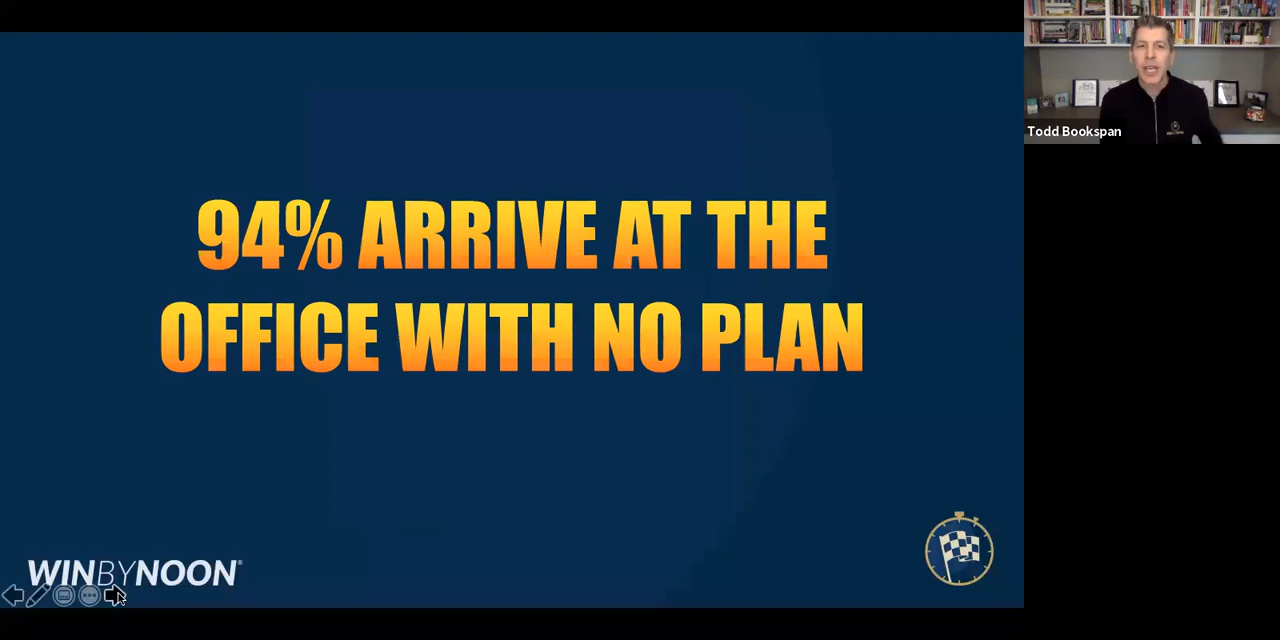 94% ARRIVE AT THE
OFFICE WITH NO PLAN
WINBYNOON®
Todd Bookspan